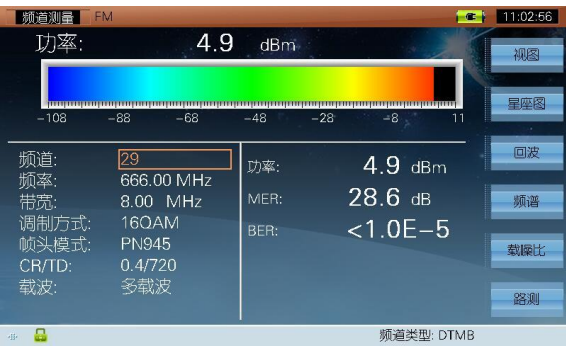 频道测量 FM 11:02:56
功率: 4.9 dBm
视图
-108 -88 -68 -48 -28 -8 11
星座图
频道: 29
频率: 666.00 MHz
带宽: 8.00 MHz
调制方式: 16QAM
帧头模式: PN945
CR/TD: 0.4/720
载波: 多载波
功率: 4.9 dBm
MER: 28.6 dB
BER: <1.0E-5
回波
频谱
载噪比
路测
频道类型: DTMB